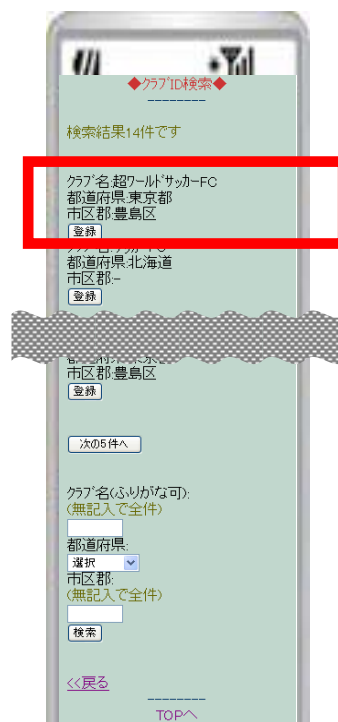 ◆クラブID検索◆
--------
検索結果14件です
クラブ名:超ワールドサッカーFC
都道府県:東京都
市区郡:豊島区
登録
都道府県:北海道
市区郡:-
登録
市区郡:豊島区
登録
次の5件へ
クラブ名(ふりがな可):
(無記入で全件)
都道府県:
選択
市区郡:
(無記入で全件)
検索
<<戻る
--------
TOPへ